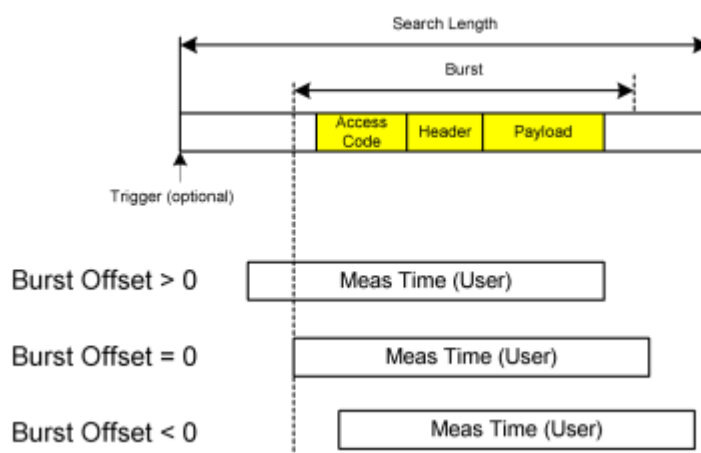 Search Length
Burst
Access
Code
Header
Payload
Trigger (optional)
Burst Offset > 0
Meas Time (User)
Burst Offset = 0
Meas Time (User)
Burst Offset < 0
Meas Time (User)